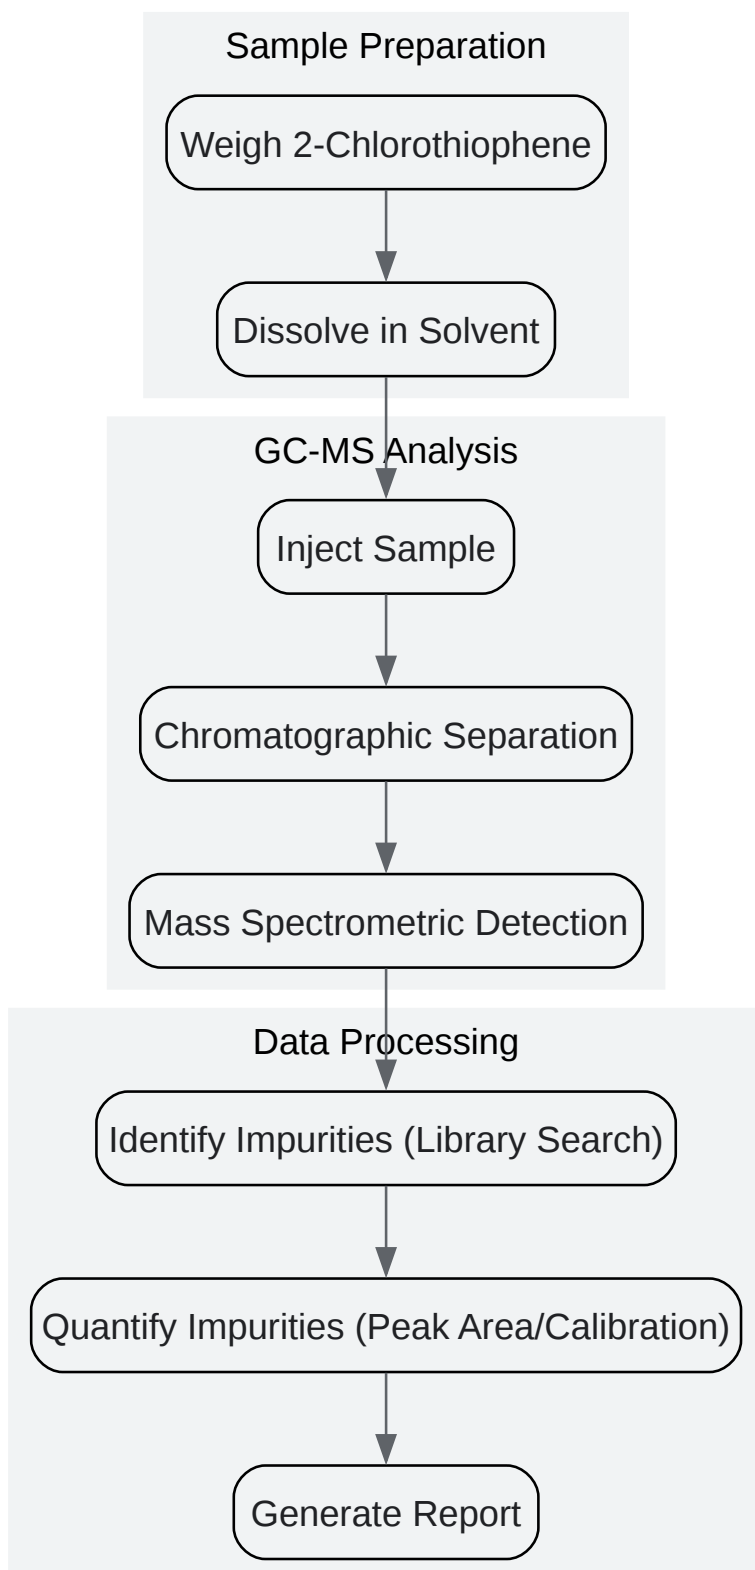 Sample Preparation
Weigh 2-Chlorothiophene
Dissolve in Solvent
GC-MS Analysis
Inject Sample
Chromatographic Separation
Mass Spectrometric Detection
Data Processing
Identify Impurities (Library Search)
Quantify Impurities (Peak Area/Calibration)
Generate Report